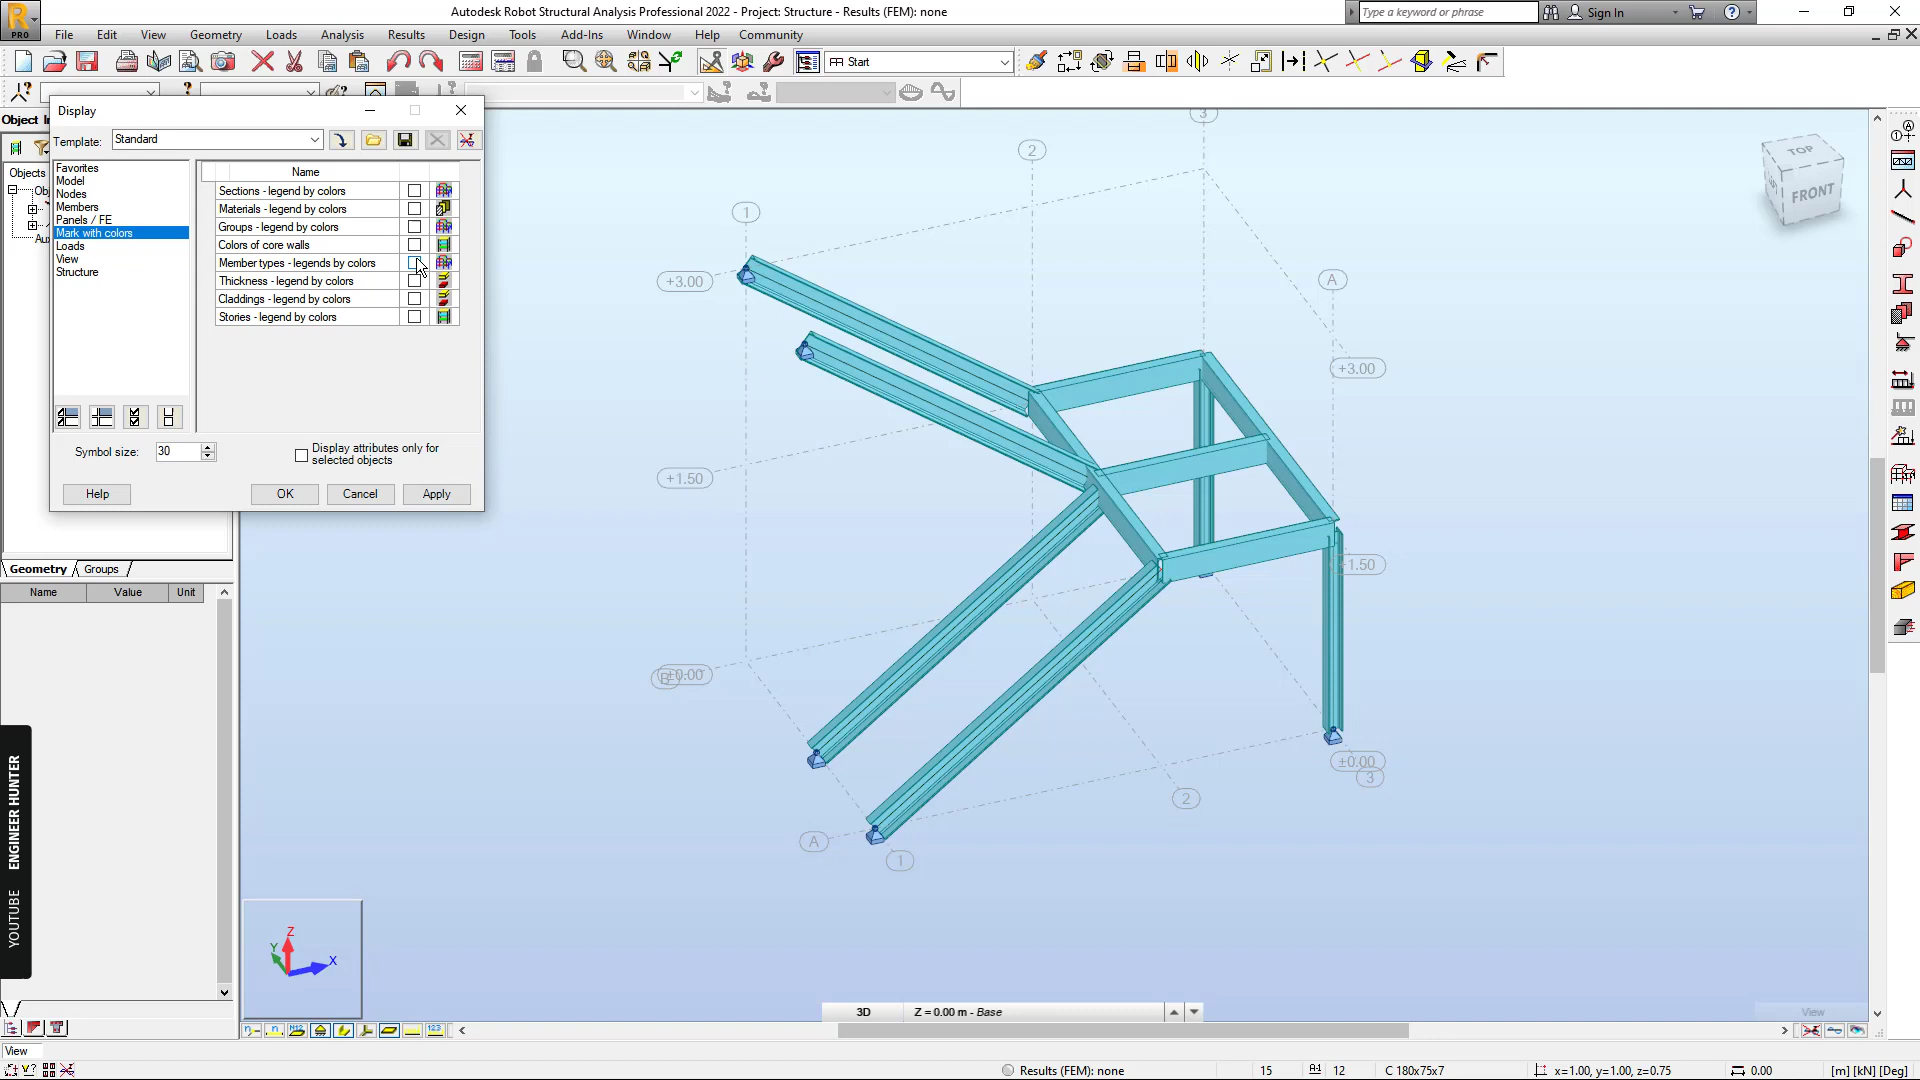 Autodesk Robot Structural Analysis Professional 2022 - Project: Structure - Results (FEM): none
Type a keyword or phrase
Sign In
PRO
File Edit View Geometry Loads Analysis Results Design Tools Add-Ins Window Help Community
Start
Object In
Display
Template: Standard
Objects
Favorites
Model
Nodes
Members
Panels / FE
Mark with colors
Loads
View
Structure
Name
Sections - legend by colors
Materials - legend by colors
Groups - legend by colors
Colors of core walls
Member types - legends by colors
Thickness - legend by colors
Claddings - legend by colors
Stories - legend by colors
Symbol size: 30
Display attributes only for
selected objects
Help OK Cancel Apply
Geometry Groups
Name Value Unit
YOUTUBE ENGINEER HUNTER
TOP
FRONT
3
2
1
A
+3.00
+3.00
+1.50
+1.50
B
±0.00
±0.00
3
2
A
1
Z
Y
X
3D Z = 0.00 m - Base
View
View
Results (FEM): none 15 12 C 180x75x7 x=1.00, y=1.00, z=0.75 0.00 [m] [kN] [Deg]